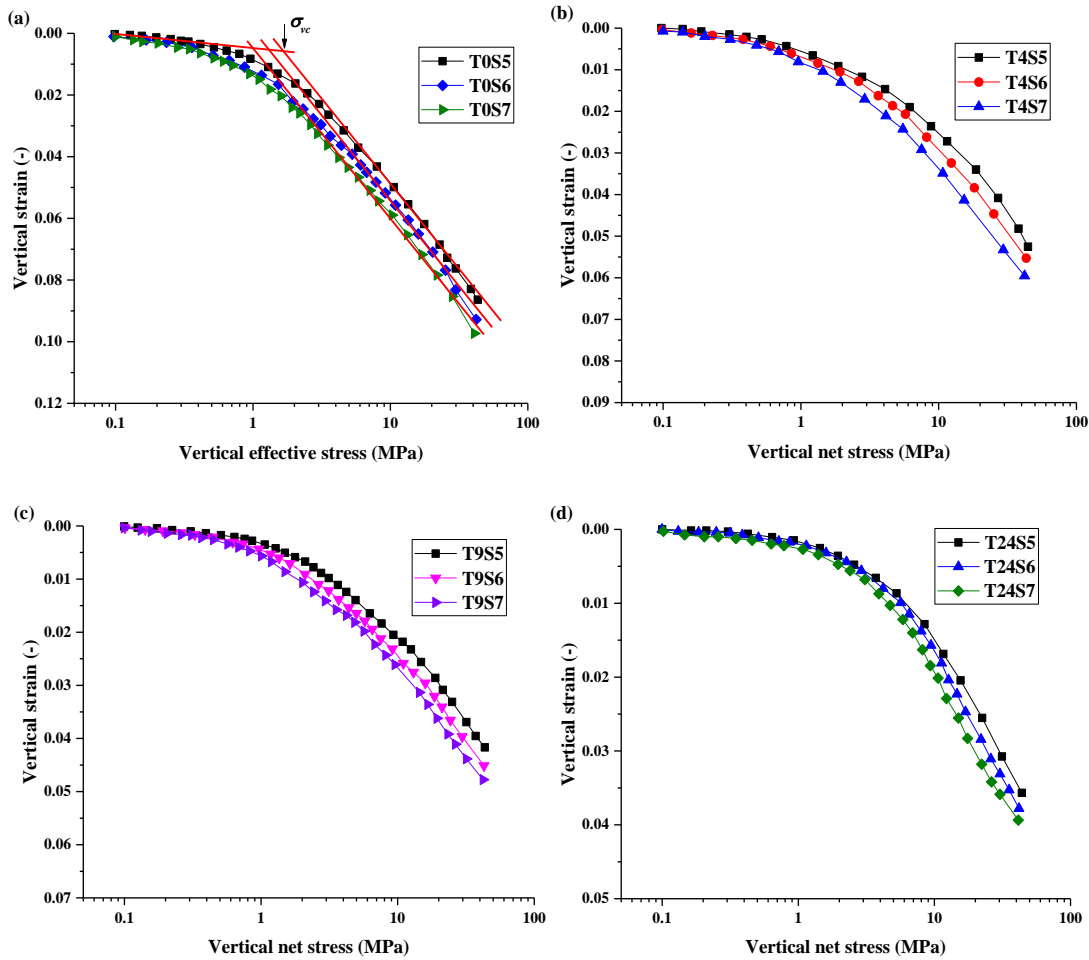 (a)
σvc
T0S5
T0S6
T0S7
0.00
0.02
0.04
0.06
0.08
0.10
0.12
Vertical strain (-)
0.1
1
10
100
Vertical effective stress (MPa)
(b)
T4S5
T4S6
T4S7
0.00
0.01
0.02
0.03
0.04
0.05
0.06
0.07
0.08
0.09
Vertical strain (-)
0.1
1
10
100
Vertical net stress (MPa)
(c)
T9S5
T9S6
T9S7
0.00
0.01
0.02
0.03
0.04
0.05
0.06
0.07
Vertical strain (-)
0.1
1
10
100
Vertical net stress (MPa)
(d)
T24S5
T24S6
T24S7
0.00
0.01
0.02
0.03
0.04
0.05
Vertical strain (-)
0.1
1
10
100
Vertical net stress (MPa)